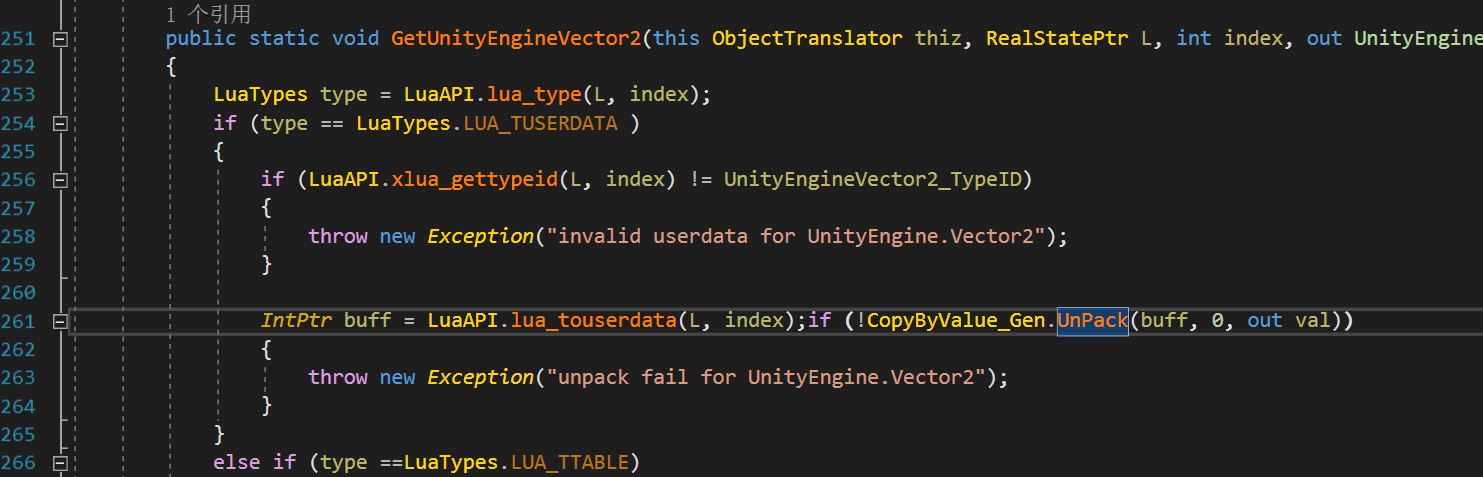 1 个引用
251 public static void GetUnityEngineVector2(this ObjectTranslator thiz, RealStatePtr L, int index, out UnityEngine
252 {
253 LuaTypes type = LuaAPI.lua_type(L, index);
254 if (type == LuaTypes.LUA_TUSERDATA )
255 {
256 if (LuaAPI.xlua_gettypeid(L, index) != UnityEngineVector2_TypeID)
257 {
258 throw new Exception("invalid userdata for UnityEngine.Vector2");
259 }
260
261 IntPtr buff = LuaAPI.lua_touserdata(L, index);if (!CopyByValue_Gen.UnPack(buff, 0, out val))
262 {
263 throw new Exception("unpack fail for UnityEngine.Vector2");
264 }
265 }
266 else if (type ==LuaTypes.LUA_TTABLE)